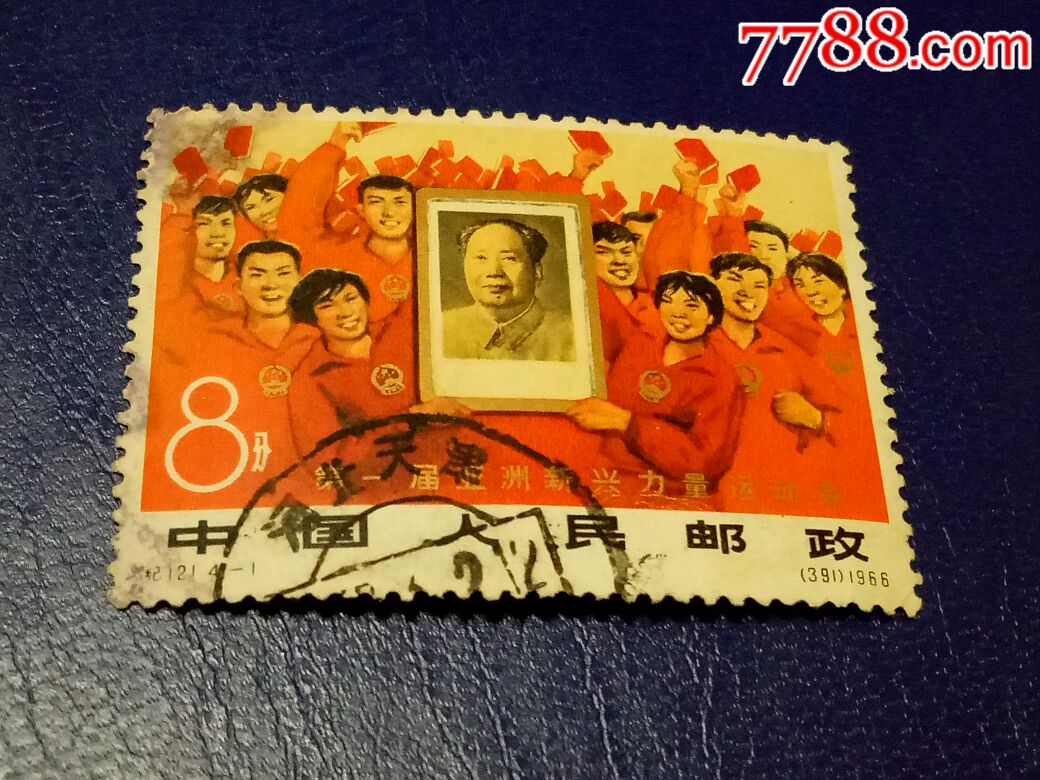 7788.com
8分
第一届亚洲新兴力量运动会
中国人民邮政
纪121 4-1
(391)1966